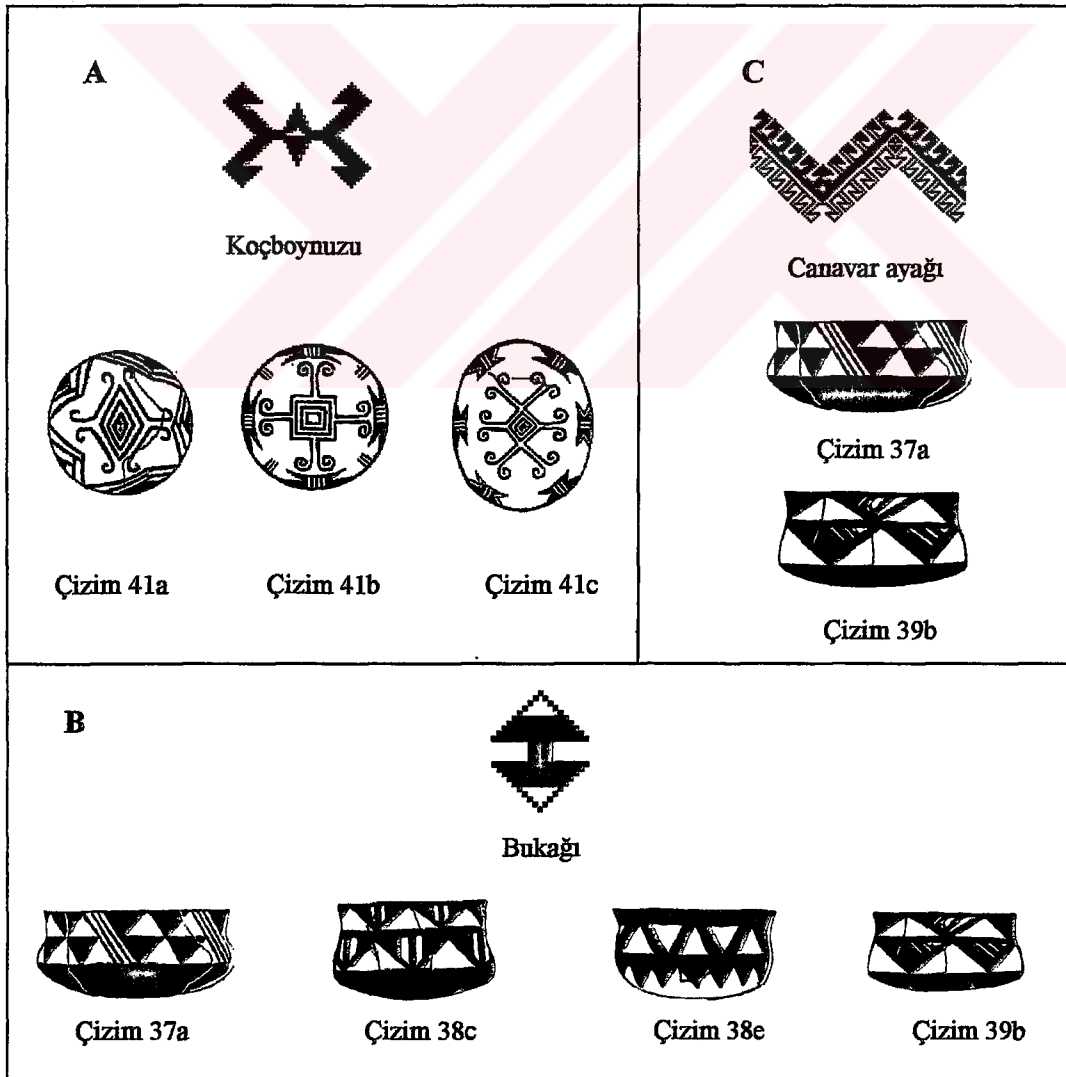 A
Koçboynuzu
Çizim 41a
Çizim 41b
Çizim 41c
C
Canavar ayağı
Çizim 37a
Çizim 39b
B
Bukağı
Çizim 37a
Çizim 38c
Çizim 38e
Çizim 39b